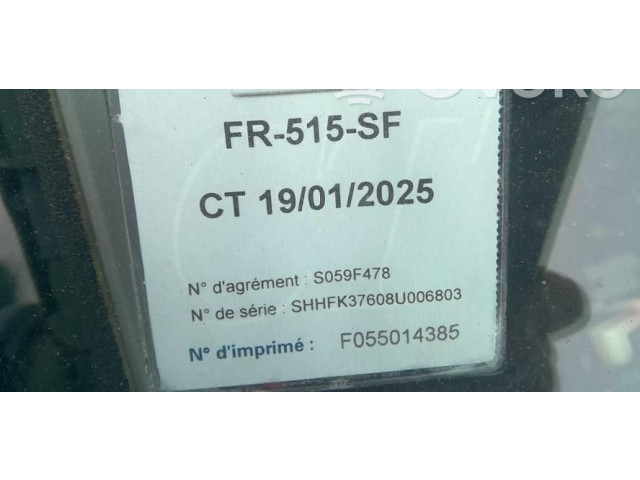 FR-515-SF
CT 19/01/2025
N° d'agrément : S059F478
N° de série : SHHFK37608U006803
N° d'imprimé : F055014385